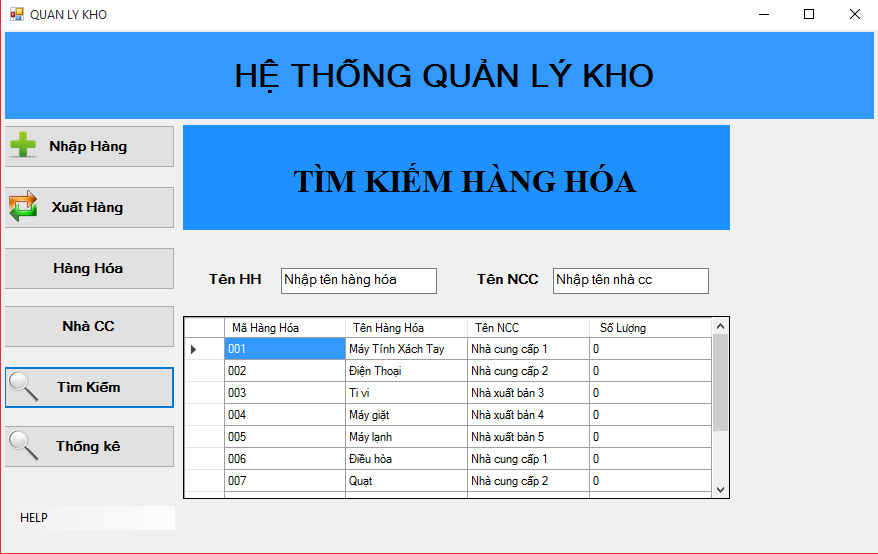 QUAN LY KHO
HỆ THỐNG QUẢN LÝ KHO
Nhập Hàng
Xuất Hàng
Hàng Hóa
Nhà CC
Tìm Kiếm
Thống kê
HELP
TÌM KIẾM HÀNG HÓA
Tên HH Nhập tên hàng hóa Tên NCC Nhập tên nhà cc
Mã Hàng Hóa Tên Hàng Hóa Tên NCC Số Lượng
001 Máy Tính Xách Tay Nhà cung cấp 1 0
002 Điện Thoại Nhà cung cấp 2 0
003 Ti vi Nhà xuất bản 3 0
004 Máy giặt Nhà xuất bản 4 0
005 Máy lạnh Nhà xuất bản 5 0
006 Điều hòa Nhà cung cấp 1 0
007 Quạt Nhà cung cấp 2 0